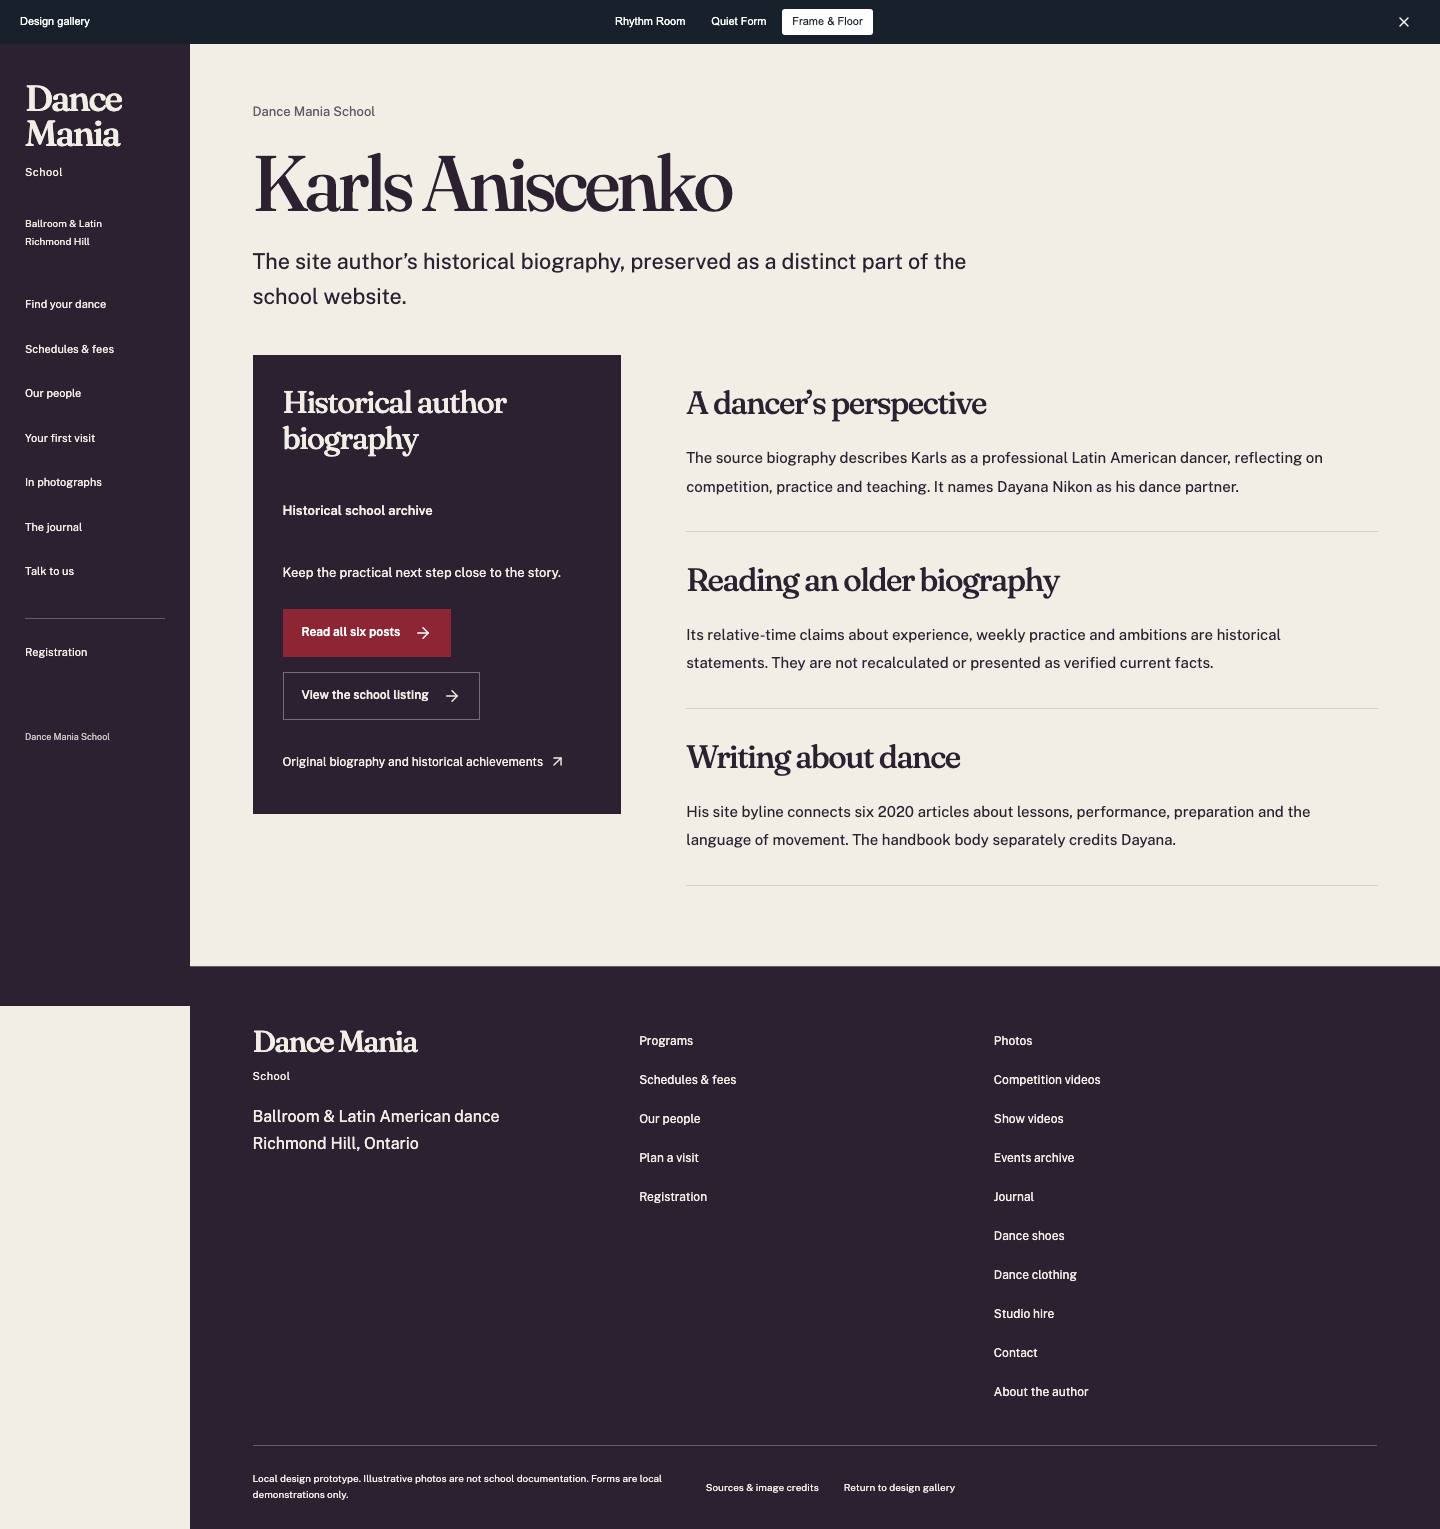 Design gallery
Rhythm Room
Quiet Form
Frame & Floor
Dance
Mania
School
Ballroom & Latin
Richmond Hill
Find your dance
Schedules & fees
Our people
Your first visit
In photographs
The journal
Talk to us
Registration
Dance Mania School
Dance Mania School
Karls Aniscenko
The site author’s historical biography, preserved as a distinct part of the
school website.
Historical author
biography
Historical school archive
Keep the practical next step close to the story.
Read all six posts
View the school listing
Original biography and historical achievements
A dancer’s perspective
The source biography describes Karls as a professional Latin American dancer, reflecting on
competition, practice and teaching. It names Dayana Nikon as his dance partner.
Reading an older biography
Its relative-time claims about experience, weekly practice and ambitions are historical
statements. They are not recalculated or presented as verified current facts.
Writing about dance
His site byline connects six 2020 articles about lessons, performance, preparation and the
language of movement. The handbook body separately credits Dayana.
Dance Mania
School
Ballroom & Latin American dance
Richmond Hill, Ontario
Programs
Schedules & fees
Our people
Plan a visit
Registration
Photos
Competition videos
Show videos
Events archive
Journal
Dance shoes
Dance clothing
Studio hire
Contact
About the author
Local design prototype. Illustrative photos are not school documentation. Forms are local
demonstrations only.
Sources & image credits
Return to design gallery